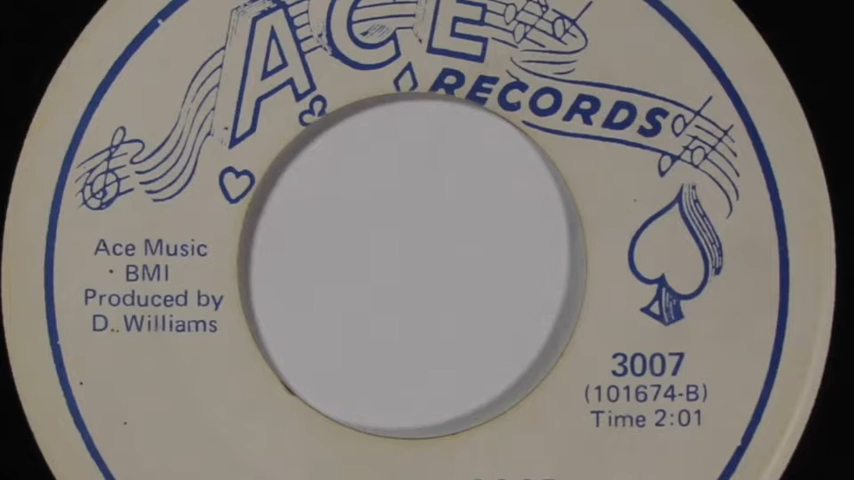 ACE
RECORDS
Ace Music
BMI
Produced by
D. Williams
3007
(101674-B)
Time 2:01